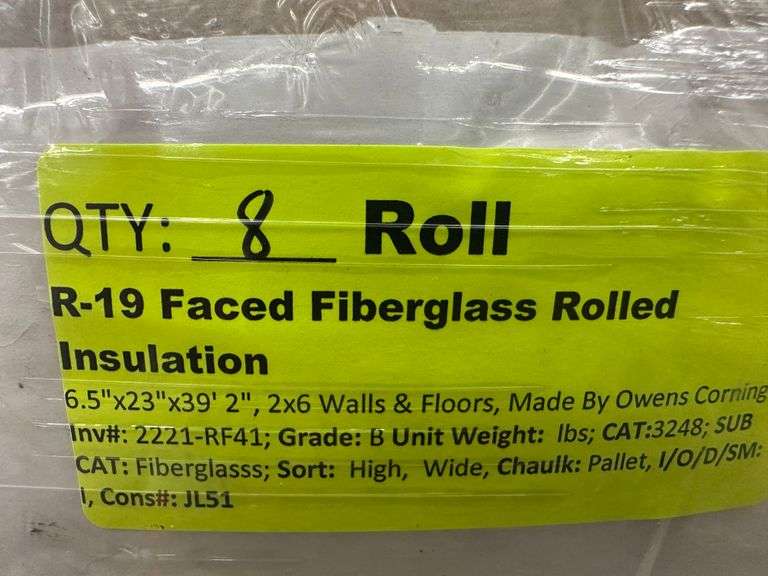 QTY: 8 Roll
R-19 Faced Fiberglass Rolled
Insulation
6.5"x23"x39' 2", 2x6 Walls & Floors, Made By Owens Corning
Inv#: 2221-RF41; Grade: B Unit Weight: lbs; CAT:3248; SUB
CAT: Fiberglasss; Sort: High, Wide, Chaulk: Pallet, I/O/D/SM:
i, Cons#: JL51